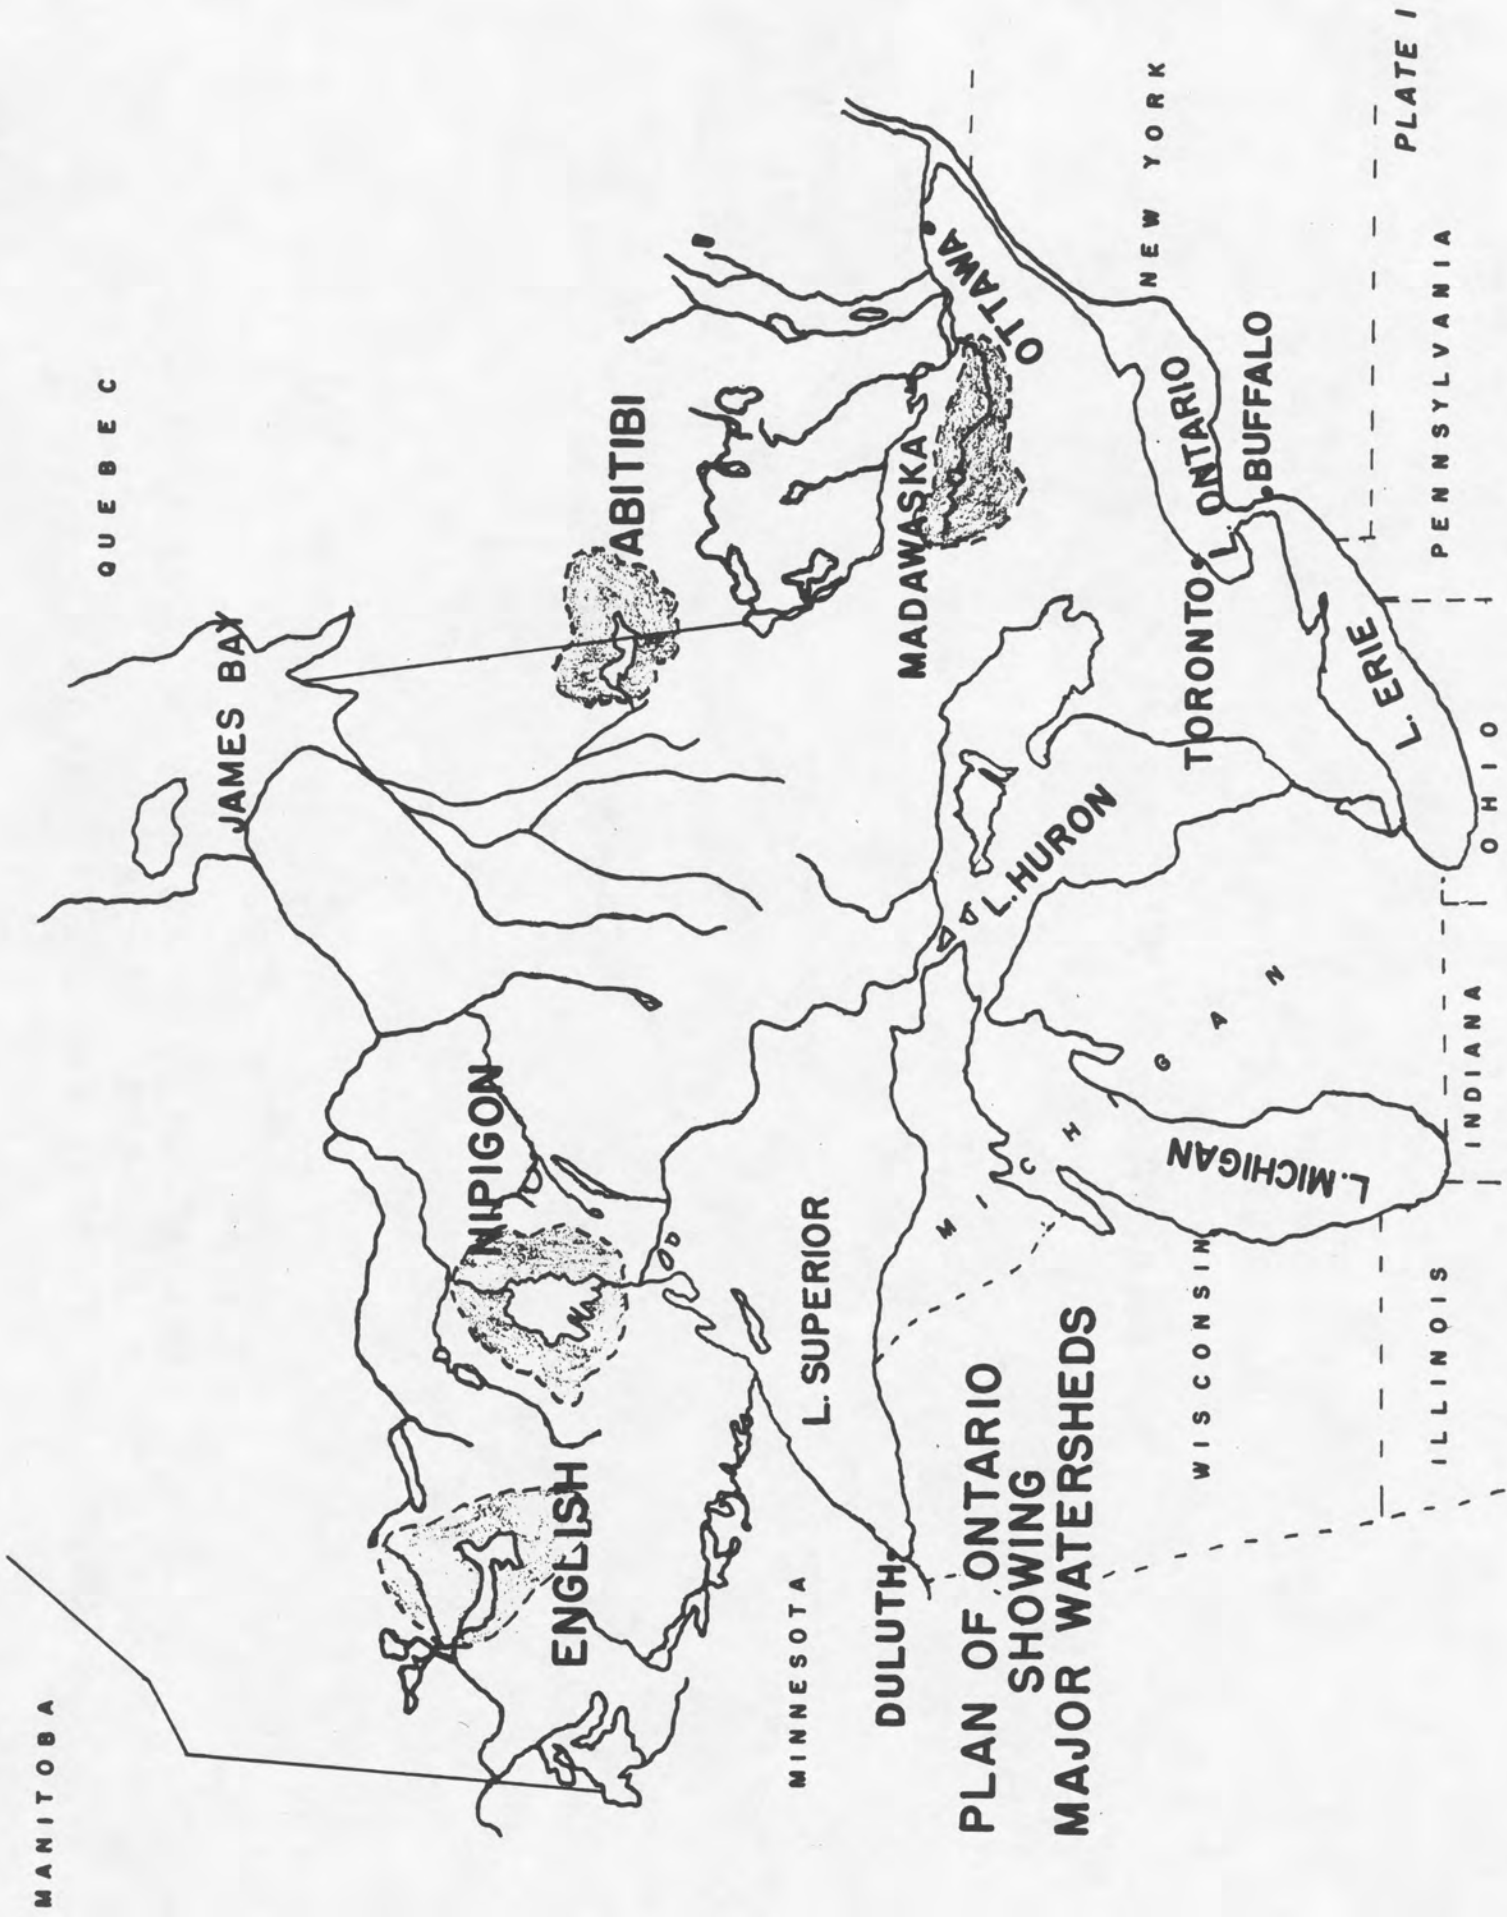 MANITOBA
QUEBEC
JAMES BAY
ABITIBI
NIPIGON
ENGLISH
MADAWASKA
OTTAWA
MINNESOTA
L. SUPERIOR
DULUTH
L. HURON
TORONTO
L. ONTARIO
BUFFALO
NEW YORK
L. ERIE
MICHIGAN
L. MICHIGAN
WISCONSIN
ILLINOIS
INDIANA
OHIO
PENNSYLVANIA
PLAN OF ONTARIO
SHOWING
MAJOR WATERSHEDS
PLATE I